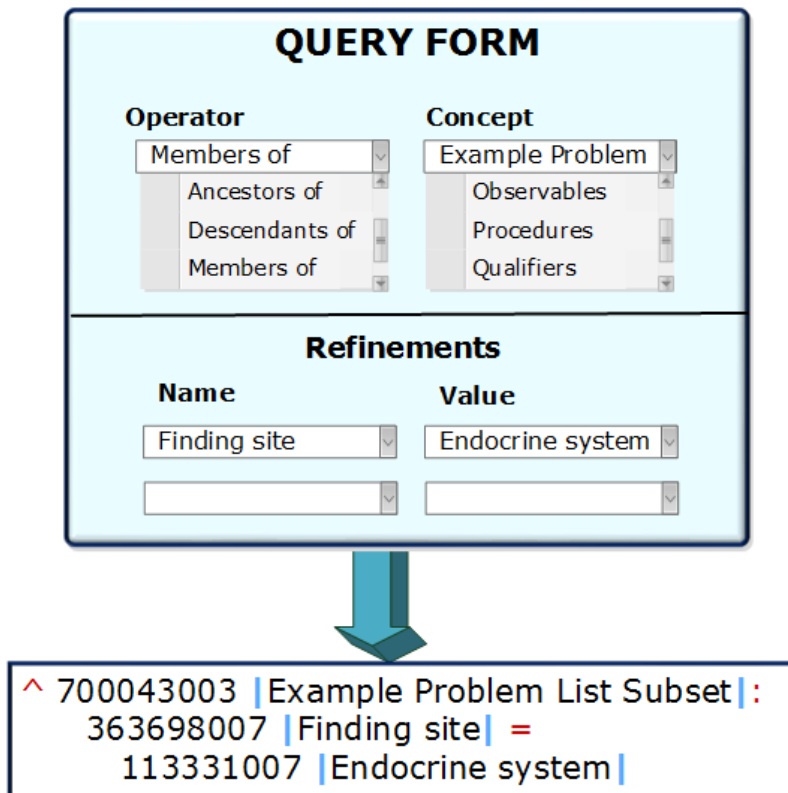 QUERY FORM
Operator Concept
Members of Example Problem
Ancestors of Observables
Descendants of Procedures
Members of Qualifiers
Refinements
Name Value
Finding site Endocrine system
^ 700043003 |Example Problem List Subset|:
363698007 |Finding site| =
113331007 |Endocrine system|